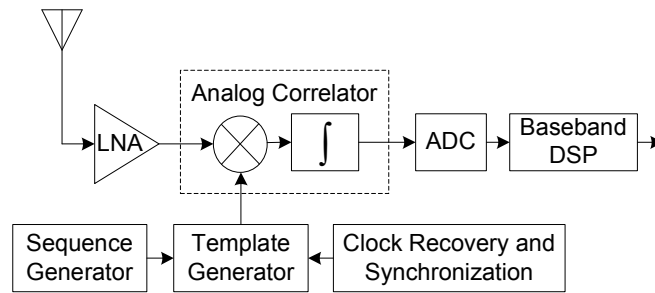 Analog Correlator
LNA
∫
ADC
Baseband
DSP
Sequence
Generator
Template
Generator
Clock Recovery and
Synchronization